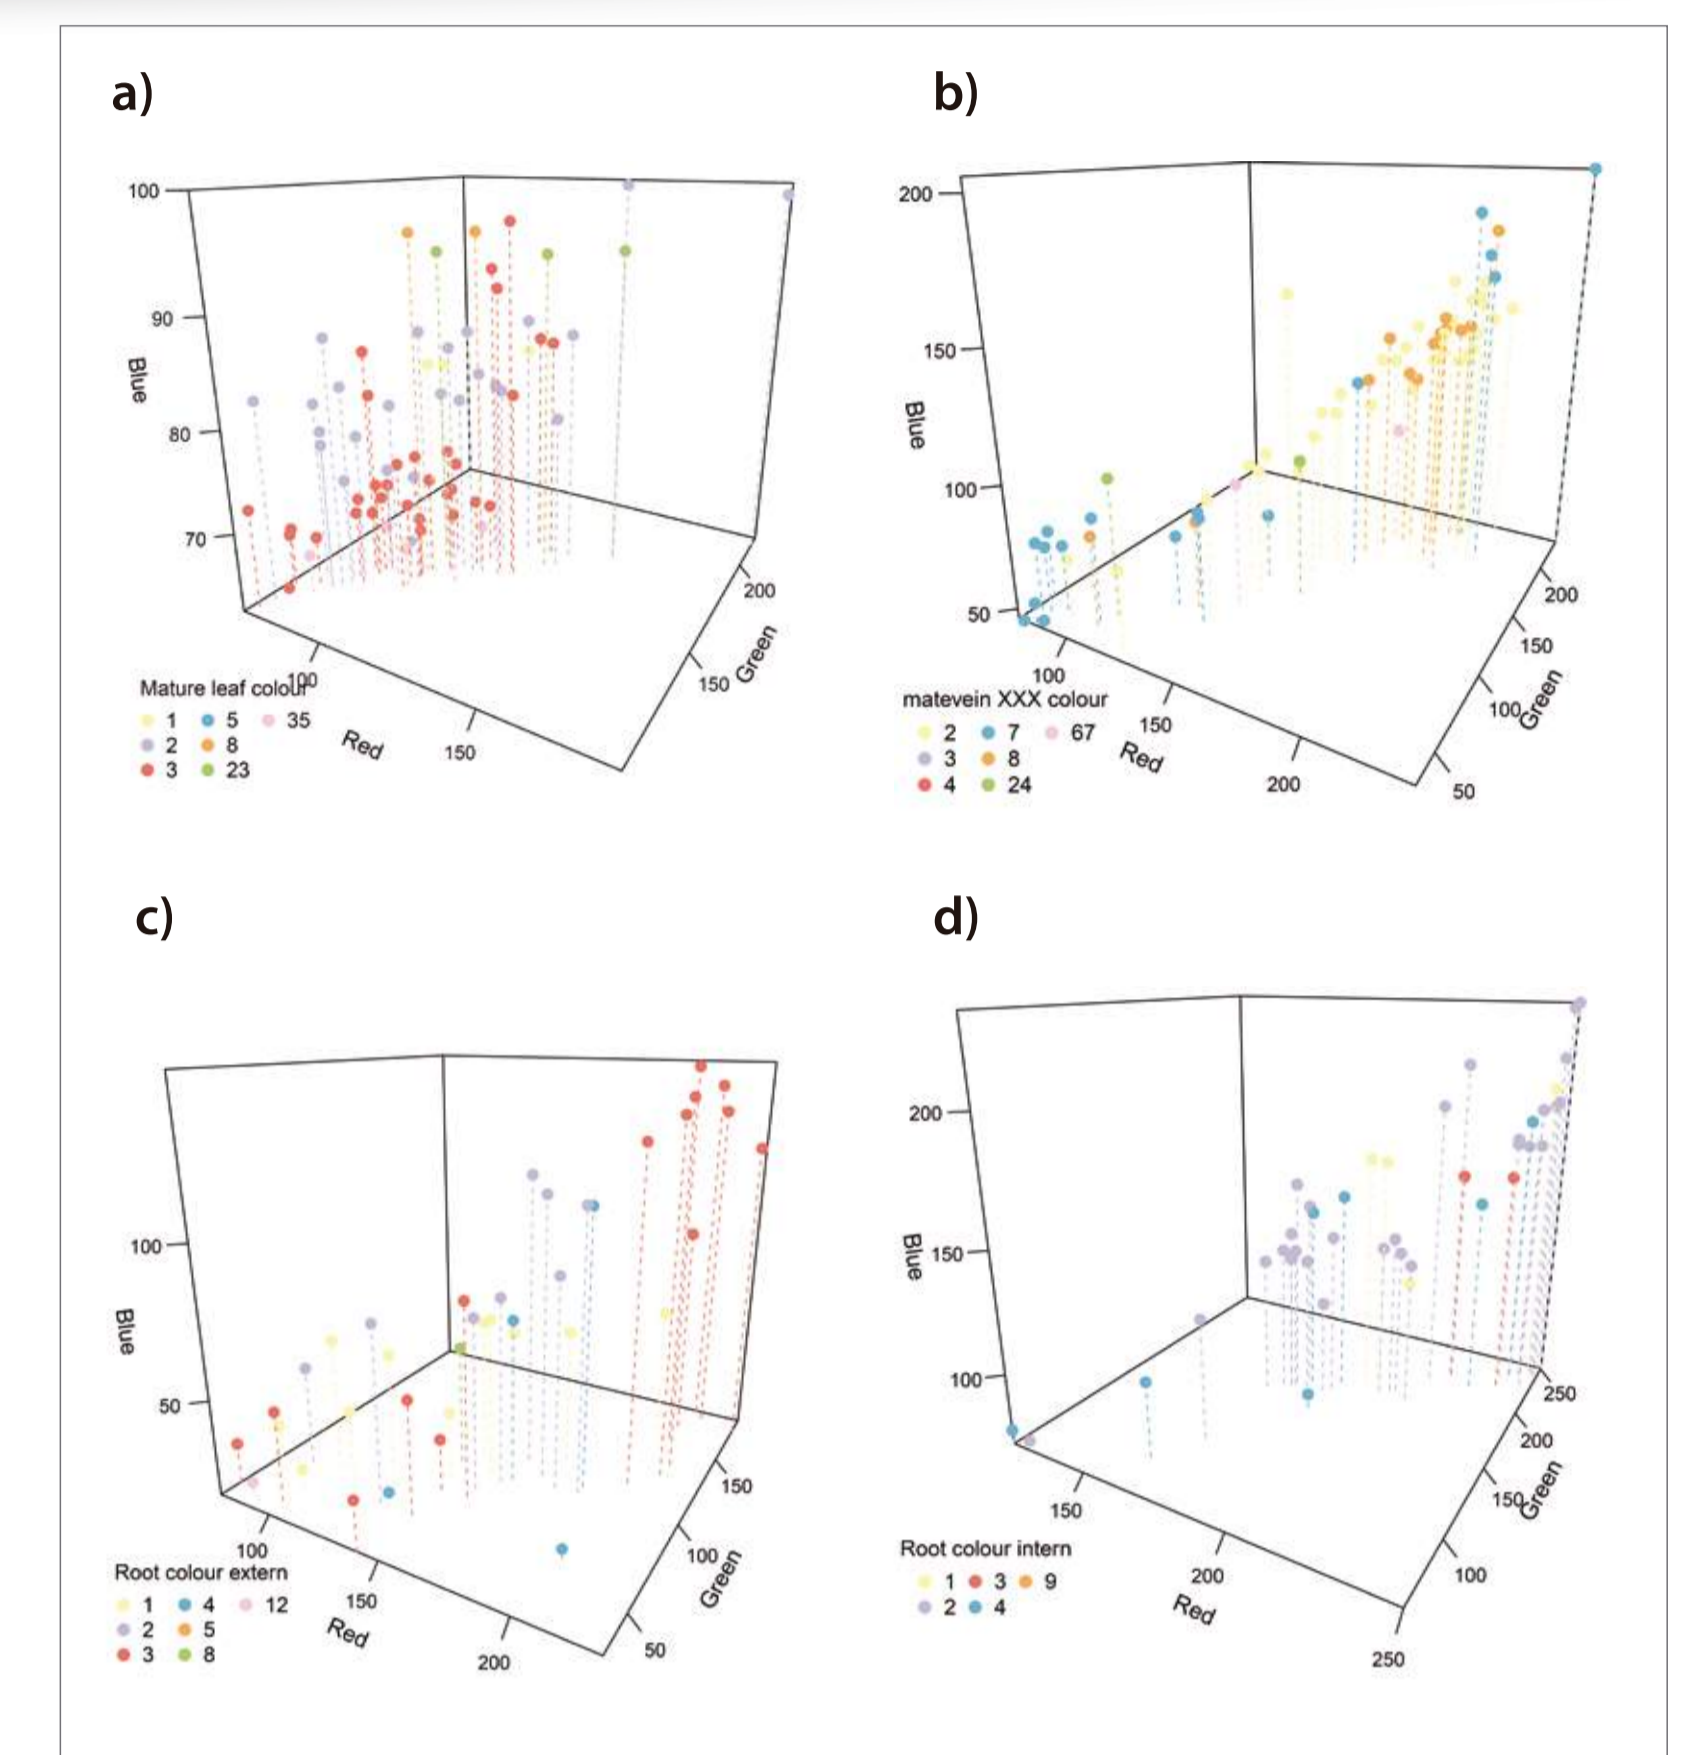 a)
100
90
80
70
Blue
200
150
Green
100
150
Red
Mature leaf colour
1 5 35
2 8
3 23
b)
200
150
100
50
Blue
200
150
100
50
Green
100
150
200
Red
matevein XXX colour
2 7 67
3 8
4 24
c)
100
50
Blue
150
100
50
Green
100
150
200
Red
Root colour extern
1 4 12
2 5
3 8
d)
200
150
100
Blue
250
200
150
100
Green
150
200
250
Red
Root colour intern
1 3 9
2 4